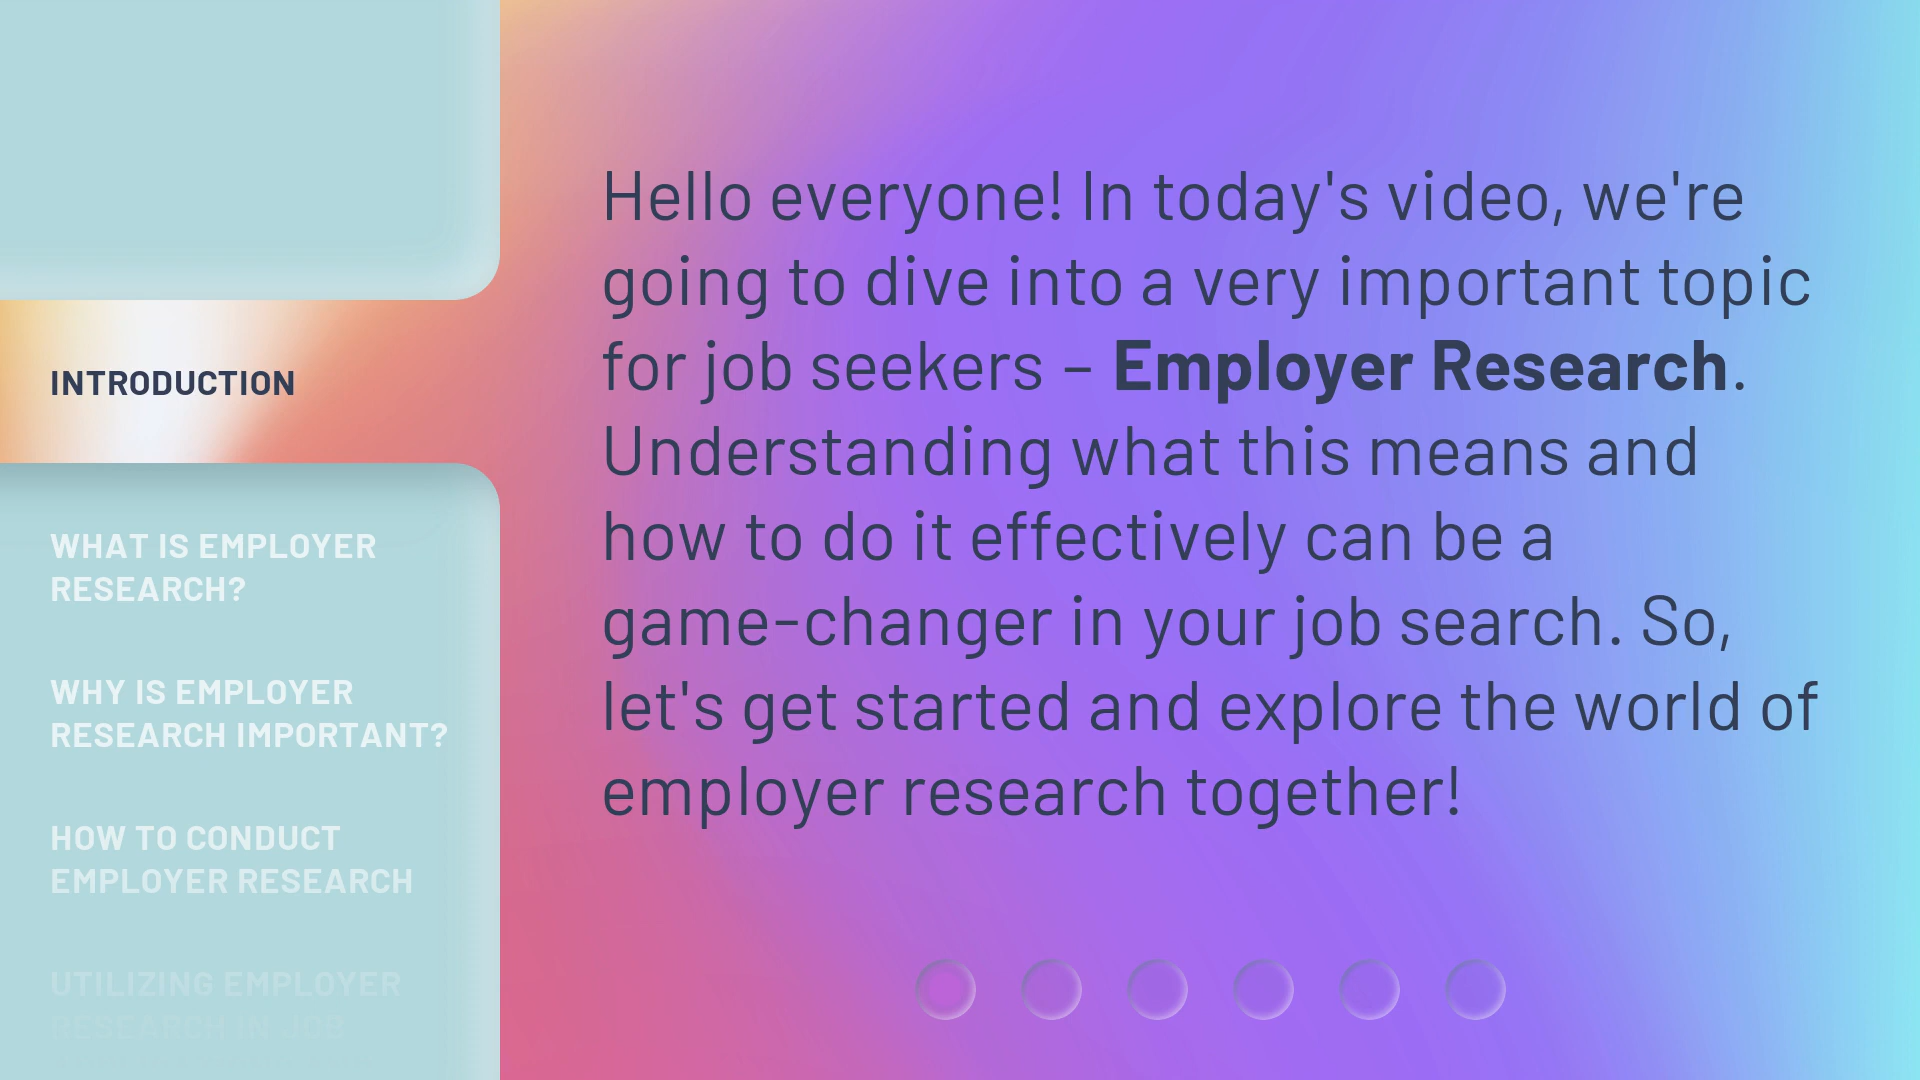 INTRODUCTION
WHAT IS EMPLOYER
RESEARCH?
WHY IS EMPLOYER
RESEARCH IMPORTANT?
HOW TO CONDUCT
EMPLOYER RESEARCH
UTILIZING EMPLOYER
RESEARCH IN JOB
Hello everyone! In today's video, we're
going to dive into a very important topic
for job seekers – Employer Research.
Understanding what this means and
how to do it effectively can be a
game-changer in your job search. So,
let's get started and explore the world of
employer research together!